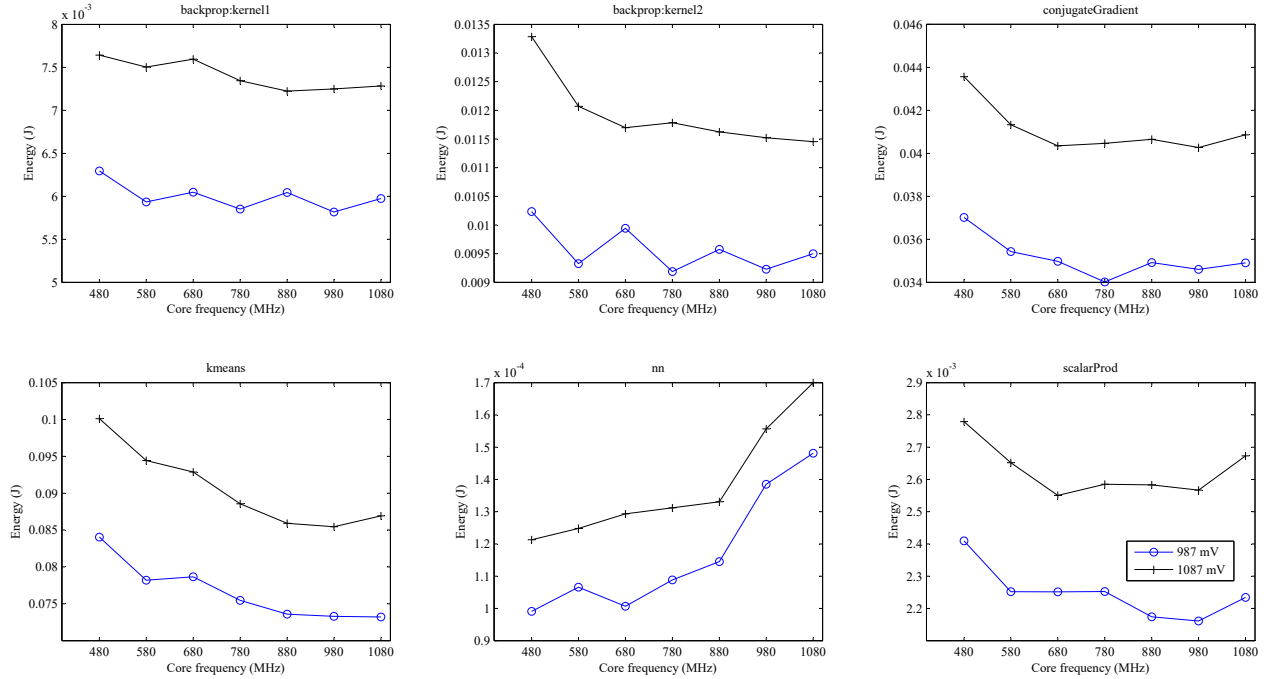 backprop:kernel1
x 10^-3
8
7.5
7
6.5
6
5.5
5
Energy (J)
480 580 680 780 880 980 1080
Core frequency (MHz)
backprop:kernel2
0.0135
0.013
0.0125
0.012
0.0115
0.011
0.0105
0.01
0.0095
0.009
Energy (J)
480 580 680 780 880 980 1080
Core frequency (MHz)
conjugateGradient
0.046
0.044
0.042
0.04
0.038
0.036
0.034
Energy (J)
480 580 680 780 880 980 1080
Core frequency (MHz)
kmeans
0.105
0.1
0.095
0.09
0.085
0.08
0.075
Energy (J)
480 580 680 780 880 980 1080
Core frequency (MHz)
nn
x 10^-4
1.7
1.6
1.5
1.4
1.3
1.2
1.1
1
0.9
Energy (J)
480 580 680 780 880 980 1080
Core frequency (MHz)
scalarProd
x 10^-3
2.9
2.8
2.7
2.6
2.5
2.4
2.3
2.2
Energy (J)
987 mV
1087 mV
480 580 680 780 880 980 1080
Core frequency (MHz)